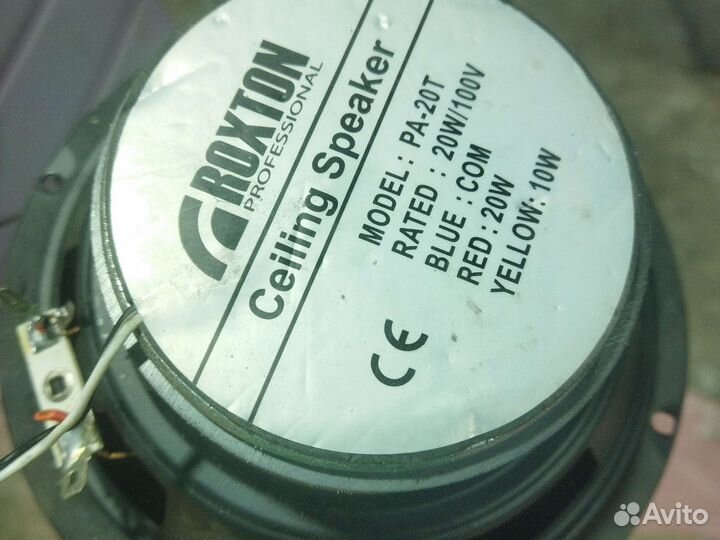 ROXTON
PROFESSIONAL
Ceiling Speaker
MODEL : PA-20T
RATED : 20W/100V
BLUE : COM
RED : 20W
YELLOW: 10W
CE
Avito